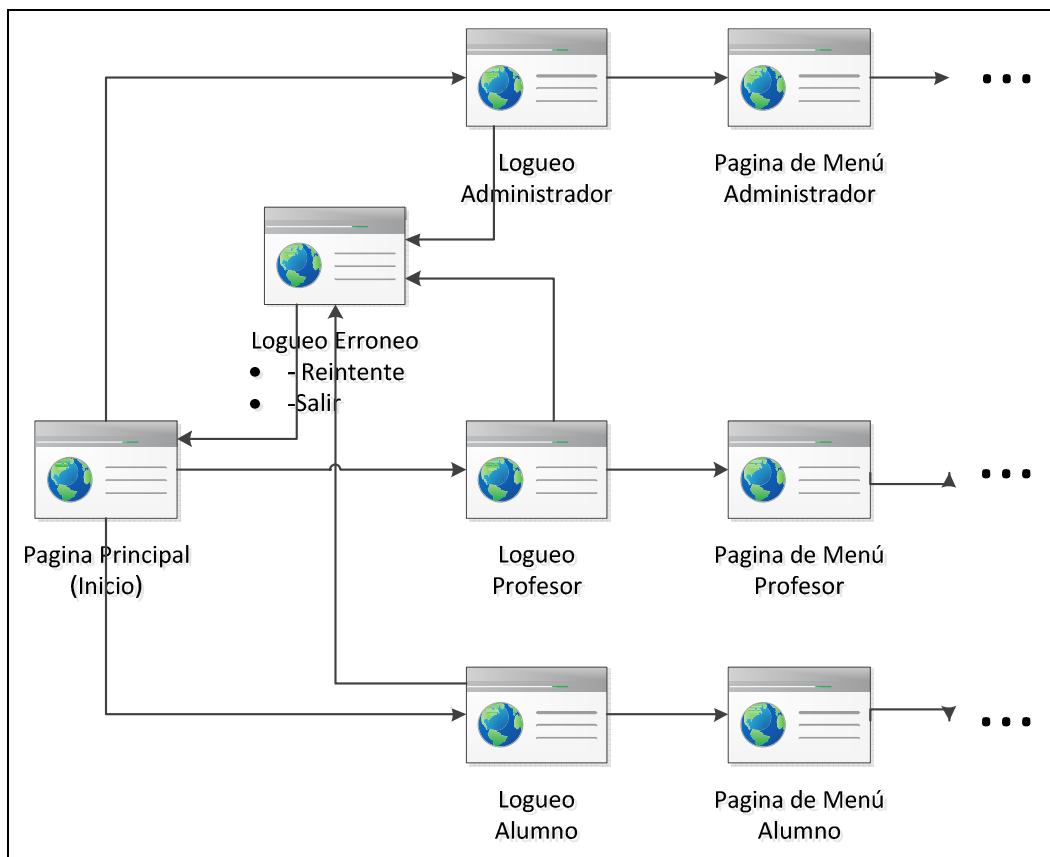 Logueo
Administrador
Pagina de Menú
Administrador
Logueo Erroneo
• - Reintente
• -Salir
Pagina Principal
(Inicio)
Logueo
Profesor
Pagina de Menú
Profesor
Logueo
Alumno
Pagina de Menú
Alumno
...
...
...